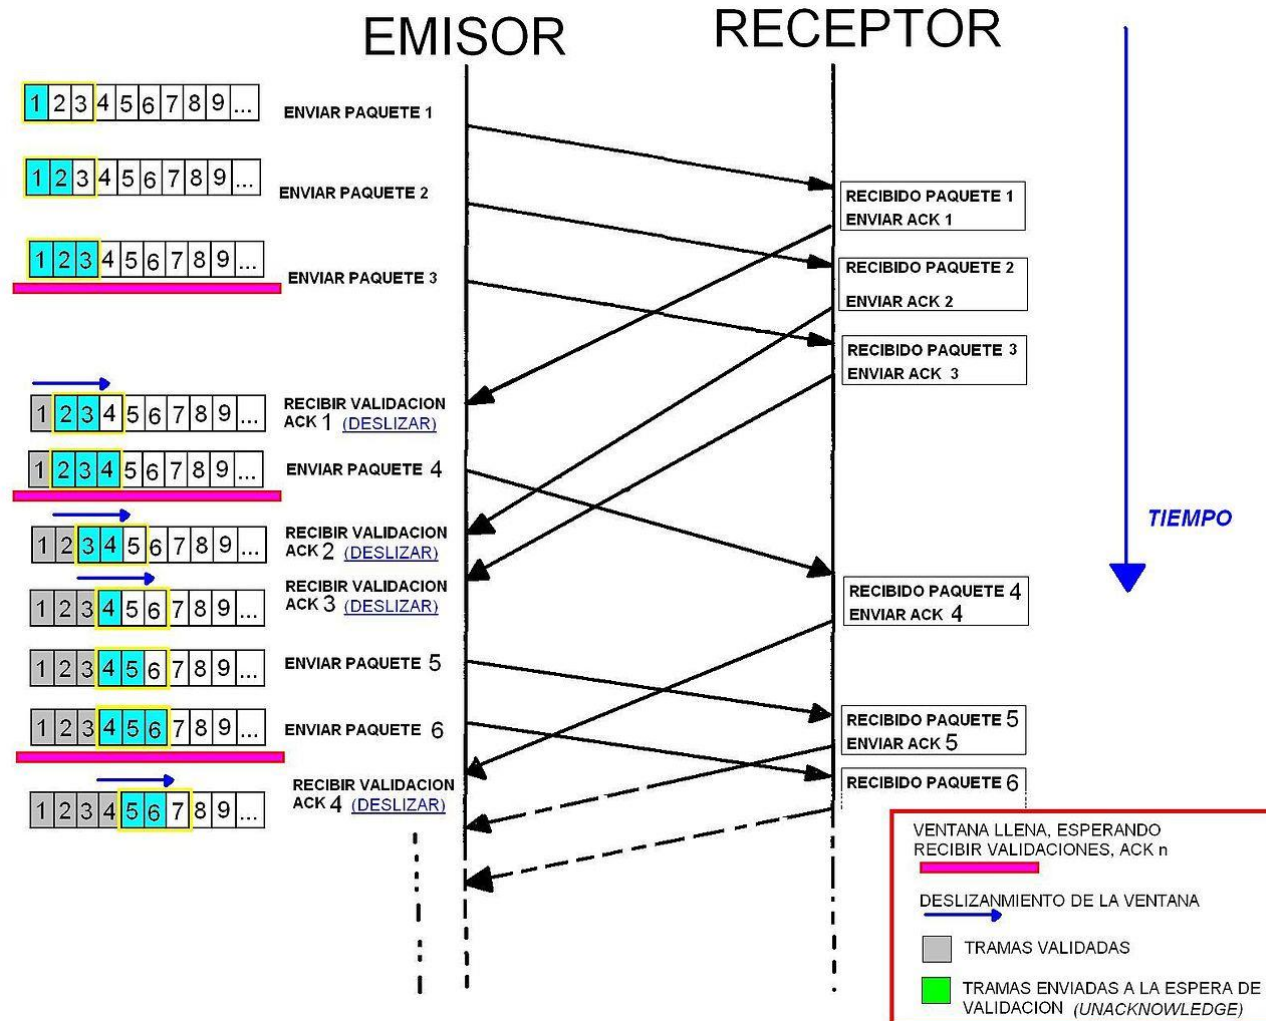 EMISOR
RECEPTOR
1 2 3 4 5 6 7 8 9 ...
ENVIAR PAQUETE 1
1 2 3 4 5 6 7 8 9 ...
ENVIAR PAQUETE 2
RECIBIDO PAQUETE 1
ENVIAR ACK 1
1 2 3 4 5 6 7 8 9 ...
ENVIAR PAQUETE 3
RECIBIDO PAQUETE 2
ENVIAR ACK 2
RECIBIDO PAQUETE 3
ENVIAR ACK 3
1 2 3 4 5 6 7 8 9 ...
RECIBIR VALIDACION
ACK 1 (DESLIZAR)
1 2 3 4 5 6 7 8 9 ...
ENVIAR PAQUETE 4
TIEMPO
1 2 3 4 5 6 7 8 9 ...
RECIBIR VALIDACION
ACK 2 (DESLIZAR)
1 2 3 4 5 6 7 8 9 ...
RECIBIR VALIDACION
ACK 3 (DESLIZAR)
RECIBIDO PAQUETE 4
ENVIAR ACK 4
1 2 3 4 5 6 7 8 9 ...
ENVIAR PAQUETE 5
1 2 3 4 5 6 7 8 9 ...
ENVIAR PAQUETE 6
RECIBIDO PAQUETE 5
ENVIAR ACK 5
RECIBIDO PAQUETE 6
1 2 3 4 5 6 7 8 9 ...
RECIBIR VALIDACION
ACK 4 (DESLIZAR)
VENTANA LLENA, ESPERANDO
RECIBIR VALIDACIONES, ACK n
DESLIZANMIENTO DE LA VENTANA
TRAMAS VALIDADAS
TRAMAS ENVIADAS A LA ESPERA DE
VALIDACION (UNACKNOWLEDGE)